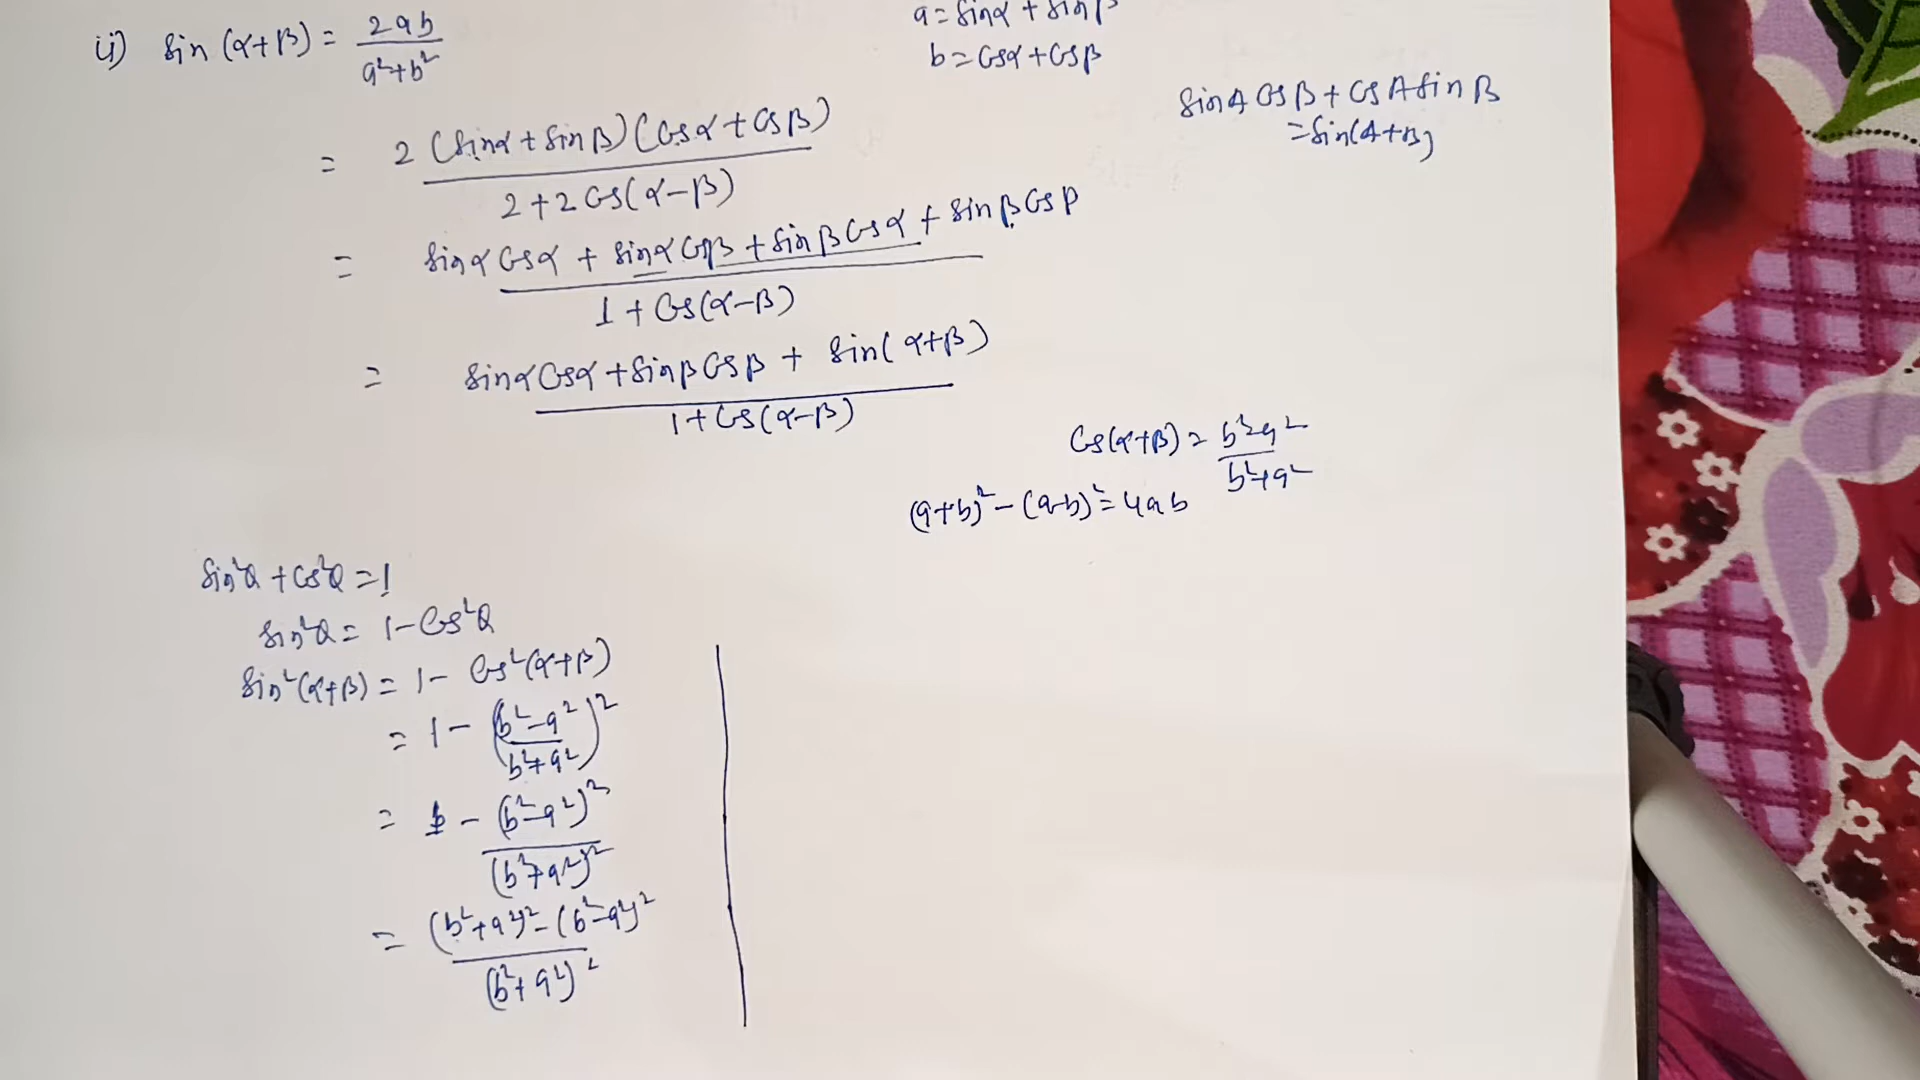 ii) Sin (α+β) = 2ab / a²+b²
a = Sinα + Sinβ
b = Cosα + Cosβ
SinA CosB + CosA SinB
= Sin(A+B)
= 2 (Sinα + Sinβ)(Cosα + Cosβ) / 2+2 Cos(α-β)
= Sinα Cosα + Sinα Cosβ + Sinβ Cosα + Sinβ Cosβ / 1 + Cos(α-β)
= Sinα Cosα + Sinβ Cosβ + Sin(α+β) / 1 + Cos(α-β)
Cos(α+β) = b²-a² / b²+a²
(a+b)² - (a-b)² = 4ab
Sin²θ + Cos²θ = 1
Sin²θ = 1 - Cos²θ
Sin²(α+β) = 1 - Cos²(α+β)
= 1 - (b²-a² / b²+a²)²
= 1 - (b²-a²)² / (b²+a²)²
= (b²+a²)² - (b²-a²)² / (b²+a²)²